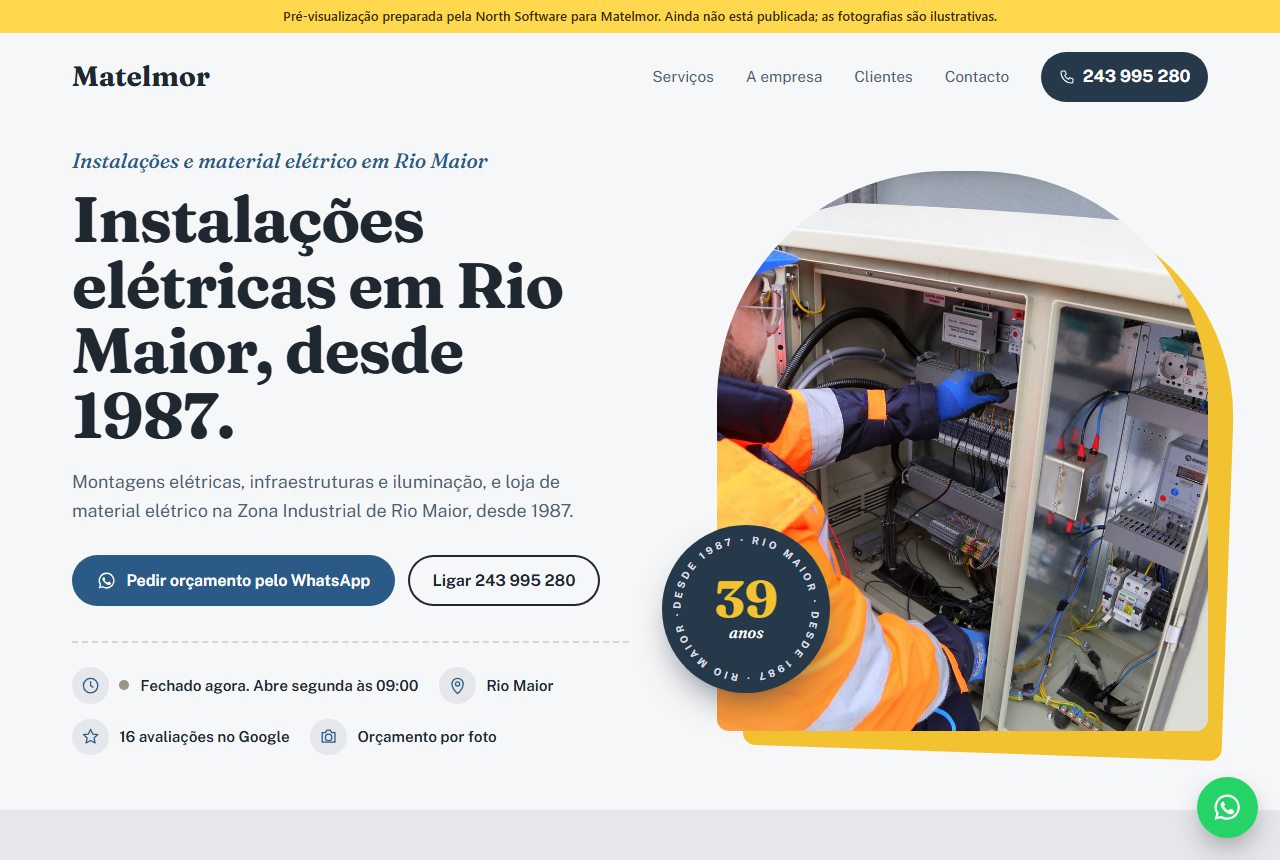 Pré-visualização preparada pela North Software para Matelmor. Ainda não está publicada; as fotografias são ilustrativas.
Matelmor
Serviços
A empresa
Clientes
Contacto
243 995 280
Instalações e material elétrico em Rio Maior
Instalações
elétricas em Rio
Maior, desde
1987.
Montagens elétricas, infraestruturas e iluminação, e loja de
material elétrico na Zona Industrial de Rio Maior, desde 1987.
Pedir orçamento pelo WhatsApp
Ligar 243 995 280
DESDE 1987 · RIO MAIOR · DESDE 1987 · RIO MAIOR ·
39
anos
Fechado agora. Abre segunda às 09:00
Rio Maior
16 avaliações no Google
Orçamento por foto